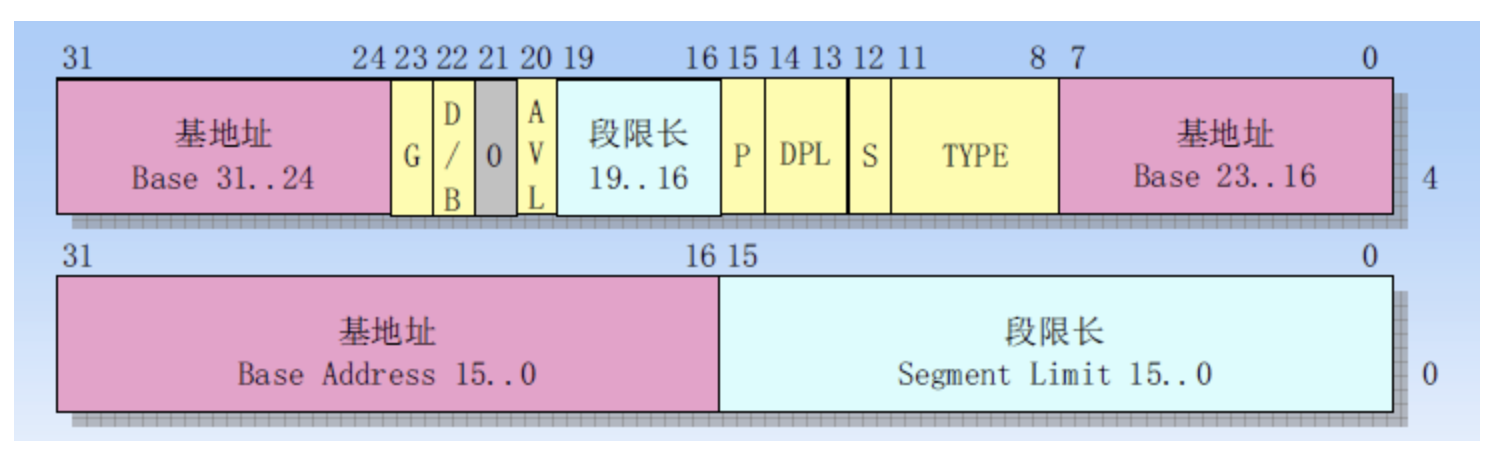 31 24 23 22 21 20 19 16 15 14 13 12 11 8 7 0
基地址
Base 31..24
G
D
/
B
0
A
V
L
段限长
19..16
P
DPL
S
TYPE
基地址
Base 23..16
4
31 16 15 0
基地址
Base Address 15..0
段限长
Segment Limit 15..0
0